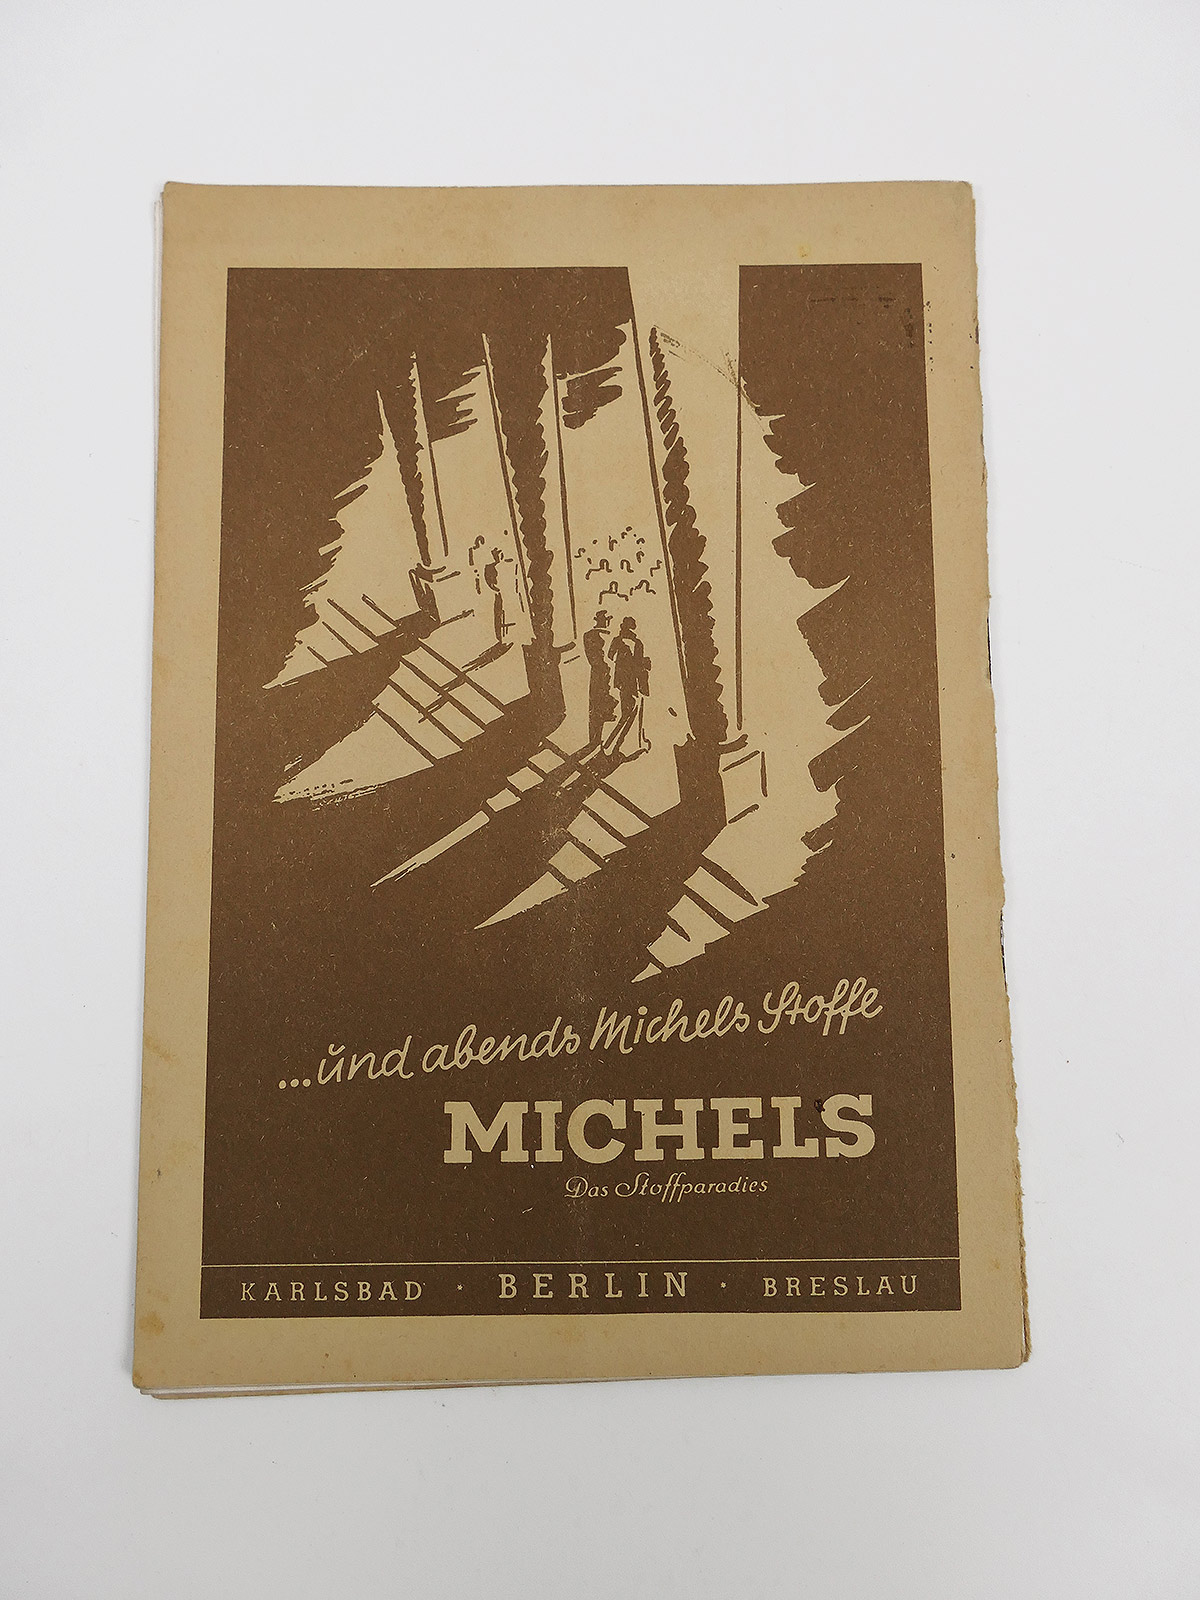 ...und abends Michels Stoffe
MICHELS
Das Stoffparadies
KARLSBAD · BERLIN · BRESLAU